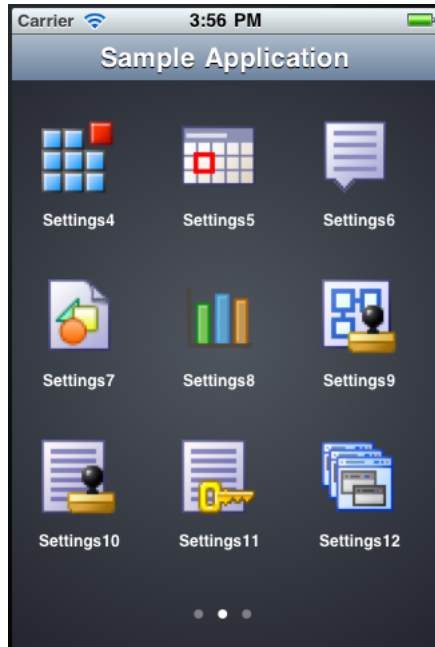 Carrier 3:56 PM
Sample Application
Settings4 Settings5 Settings6
Settings7 Settings8 Settings9
Settings10 Settings11 Settings12